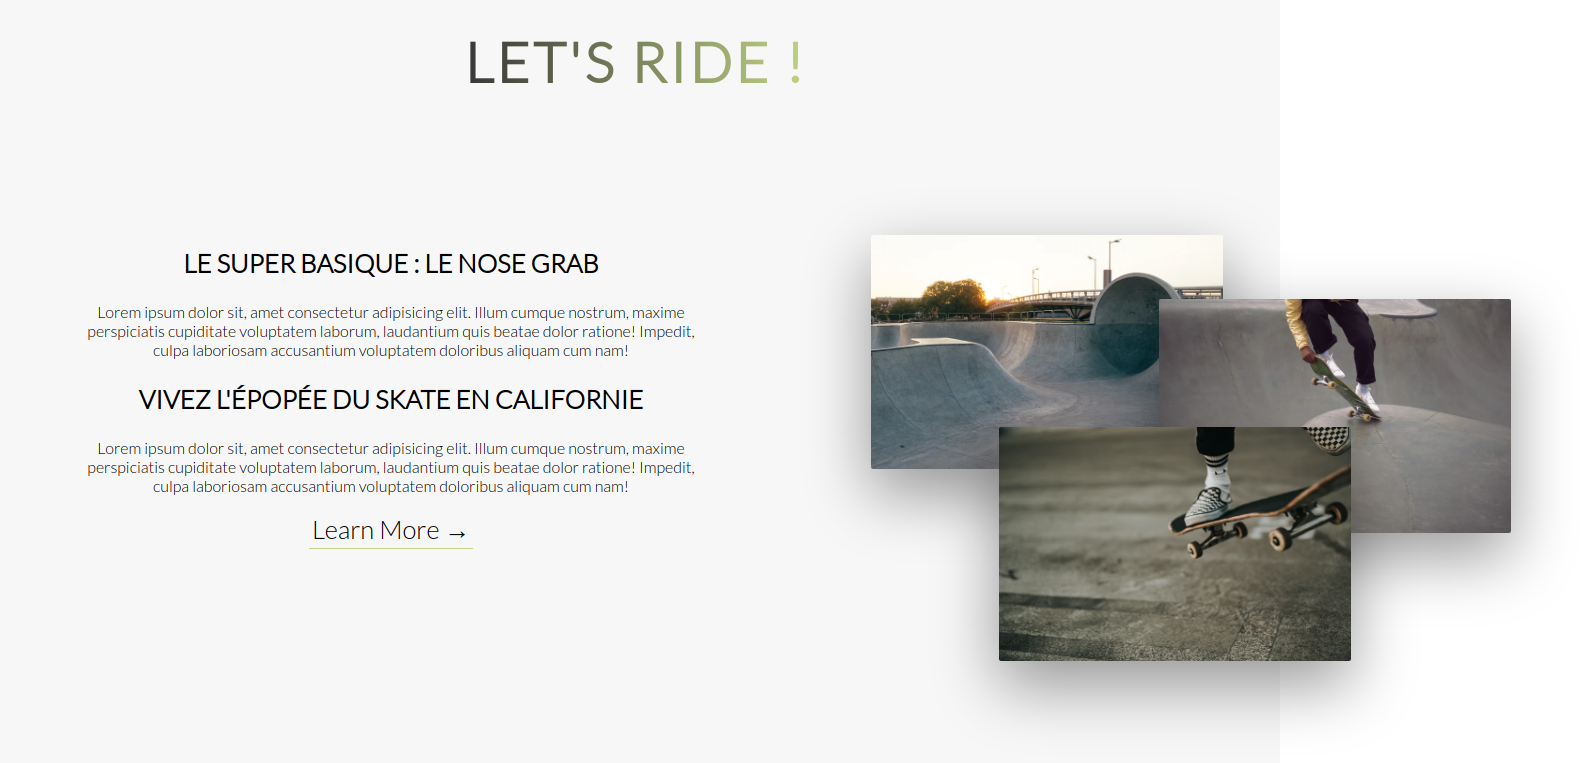 LET'S RIDE !
LE SUPER BASIQUE : LE NOSE GRAB
Lorem ipsum dolor sit, amet consectetur adipisicing elit. Illum cumque nostrum, maxime
perspiciatis cupiditate voluptatem laborum, laudantium quis beatae dolor ratione! Impedit,
culpa laboriosam accusantium voluptatem doloribus aliquam cum nam!
VIVEZ L'ÉPOPÉE DU SKATE EN CALIFORNIE
Lorem ipsum dolor sit, amet consectetur adipisicing elit. Illum cumque nostrum, maxime
perspiciatis cupiditate voluptatem laborum, laudantium quis beatae dolor ratione! Impedit,
culpa laboriosam accusantium voluptatem doloribus aliquam cum nam!
Learn More →